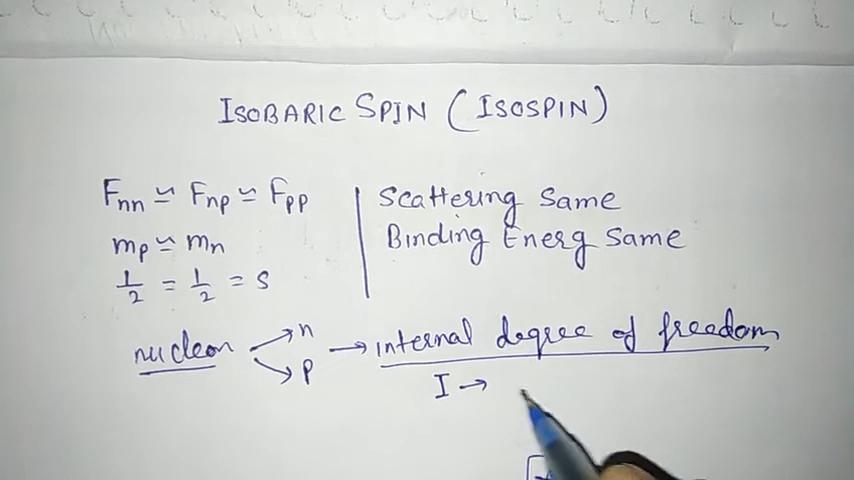 ISOBARIC SPIN (ISOSPIN)
Fnn ≃ Fnp ≃ Fpp | Scattering Same
mp ≃ mn | Binding Energ Same
1/2 = 1/2 = s
nucleon → n → internal degree of freedom
→ p
I →